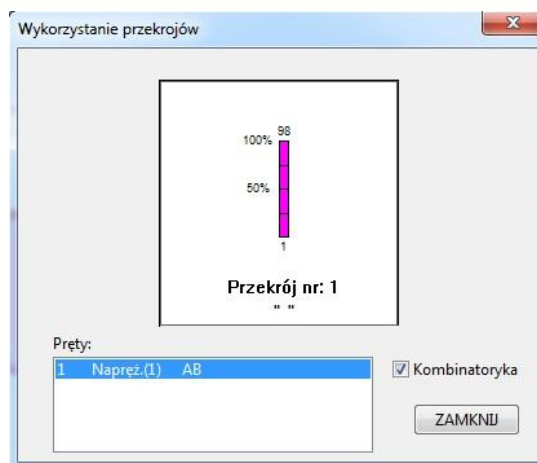 Wykorzystanie przekrojów
98
100%
50%
1
Przekrój nr: 1
" "
Pręty:
1 Napręż.(1) AB
Kombinatoryka
ZAMKNIJ